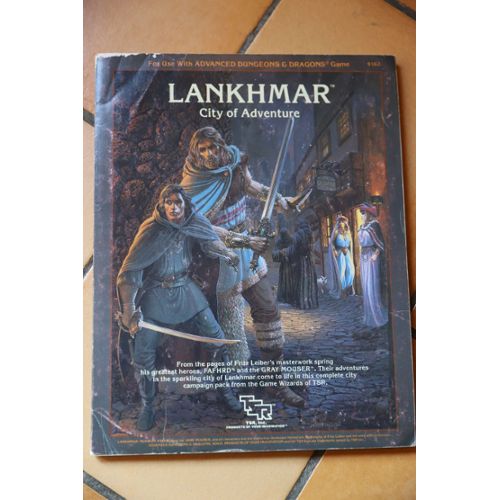 For Use With ADVANCED DUNGEONS & DRAGONS® Game 9162
LANKHMAR™
City of Adventure
From the pages of Fritz Leiber's masterwork spring
his greatest heroes, FAFHRD™ and the GRAY MOUSER™. Their adventures
in the sparkling city of Lankhmar come to life in this complete city
campaign pack from the Game Wizards of TSR.
TSR
TSR, Inc.
PRODUCTS OF YOUR IMAGINATION™